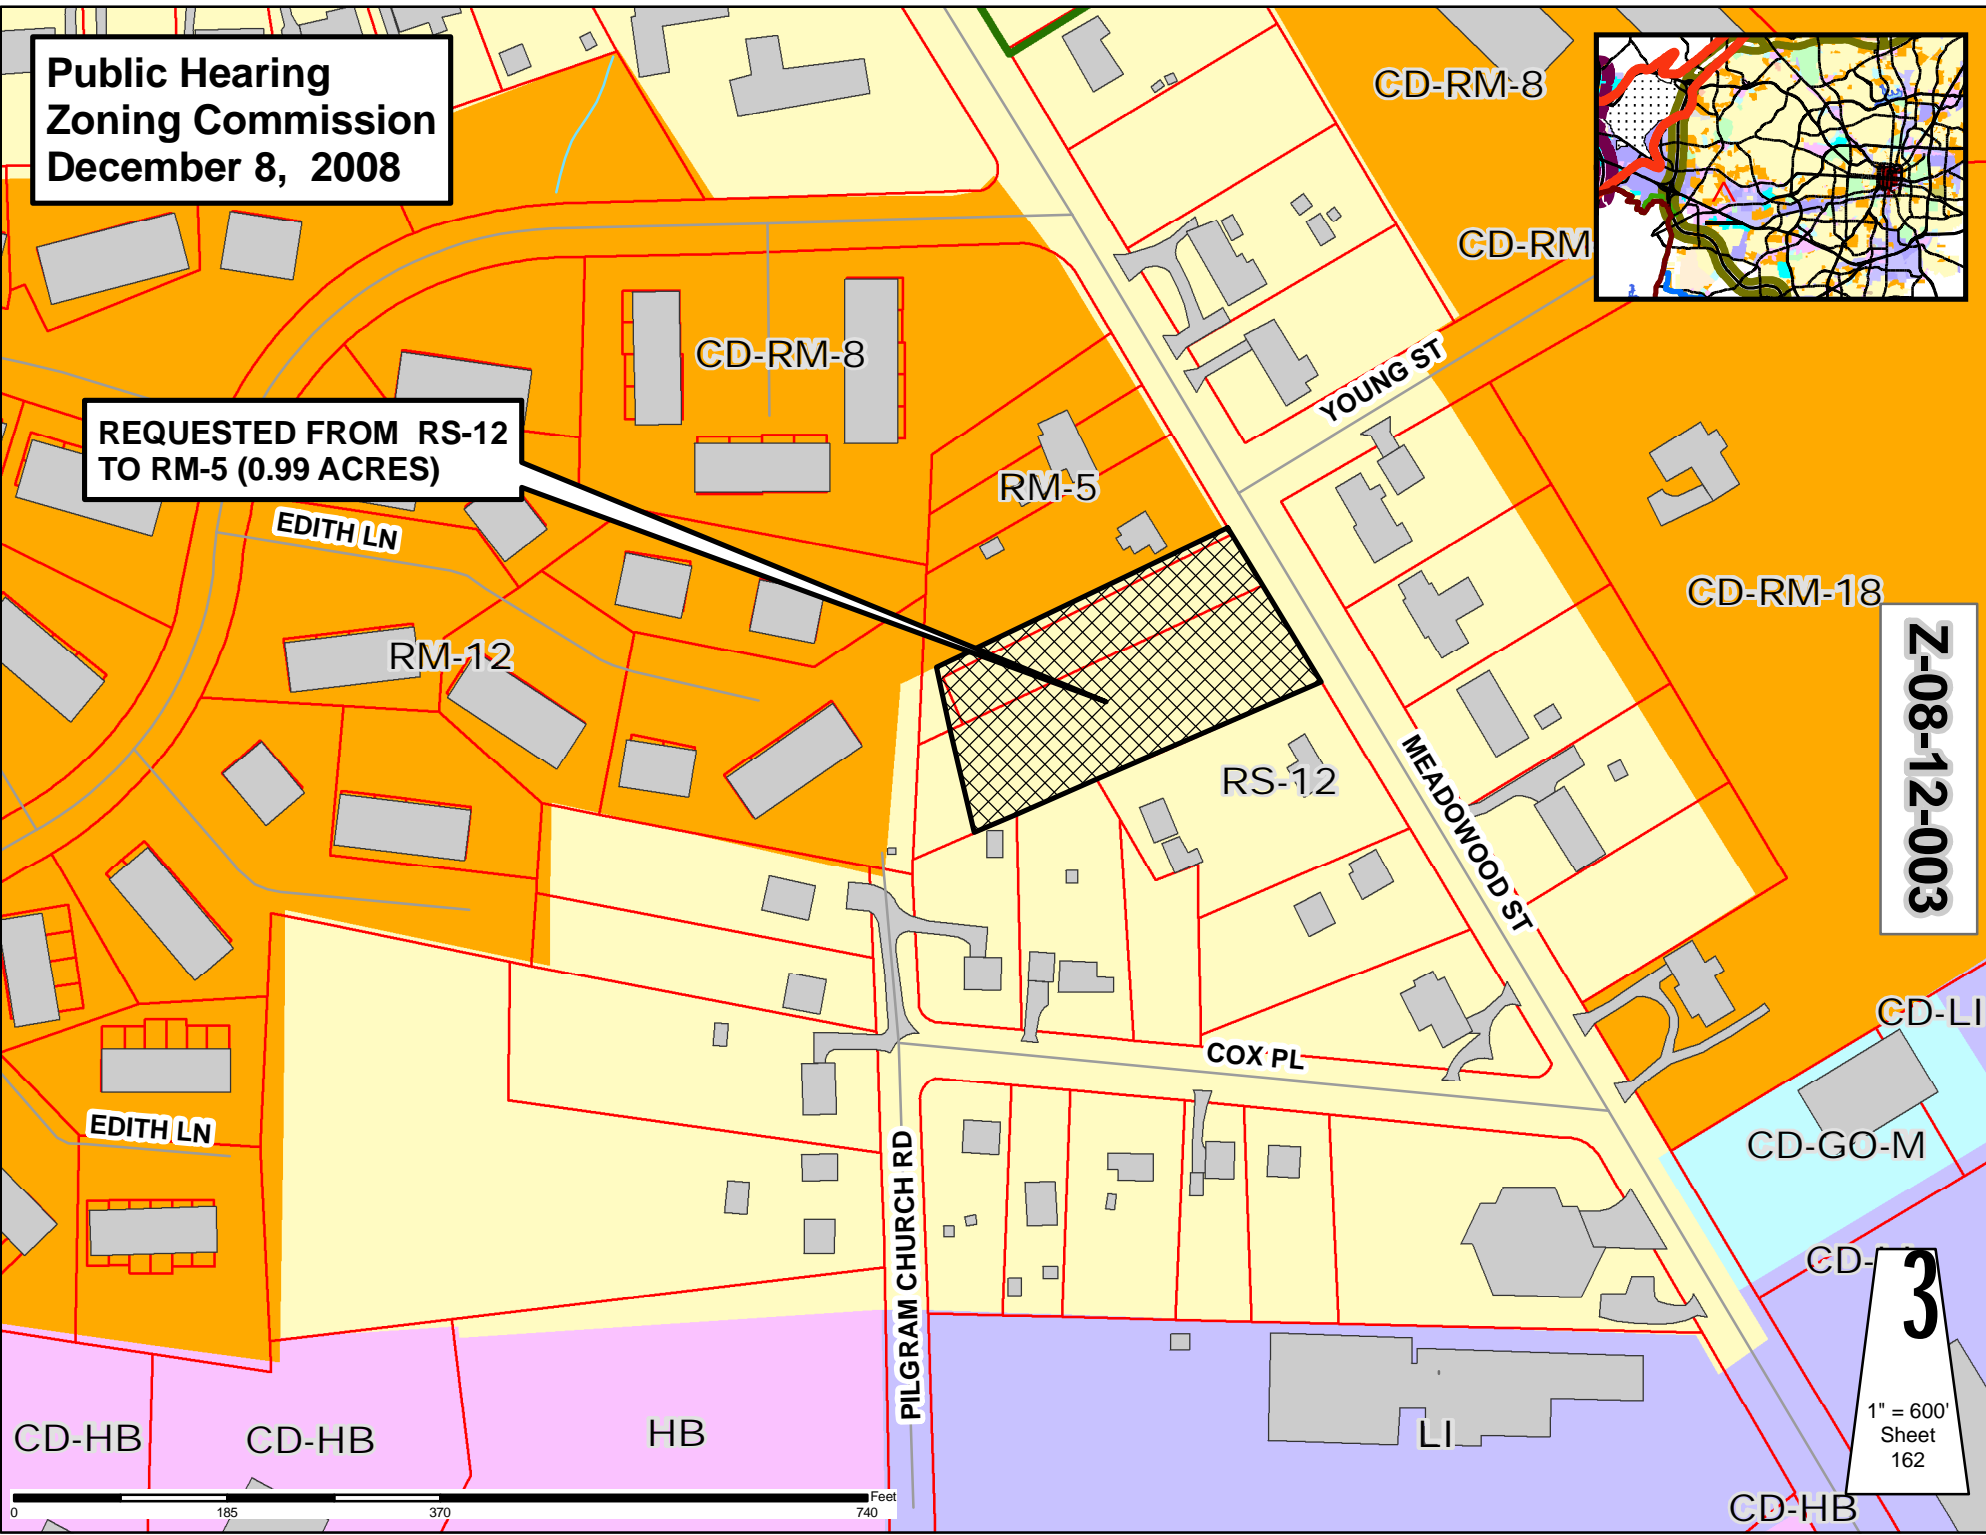 Public Hearing
Zoning Commission
December 8,  2008
CD-RM-8
CD-RM
CD-RM-8
YOUNG ST
REQUESTED FROM  RS-12
TO RM-5 (0.99 ACRES)
RM-5
EDITH LN
CD-RM-18
RM-12
Z-08-12-003
RS-12
MEADOWOOD ST
CD-LI
COX PL
EDITH LN
CD-GO-M
PILGRAM CHURCH RD
CD-
3
1" = 600'
Sheet
162
CD-HB
CD-HB
HB
LI
CD-HB
Feet
0
185
370
740